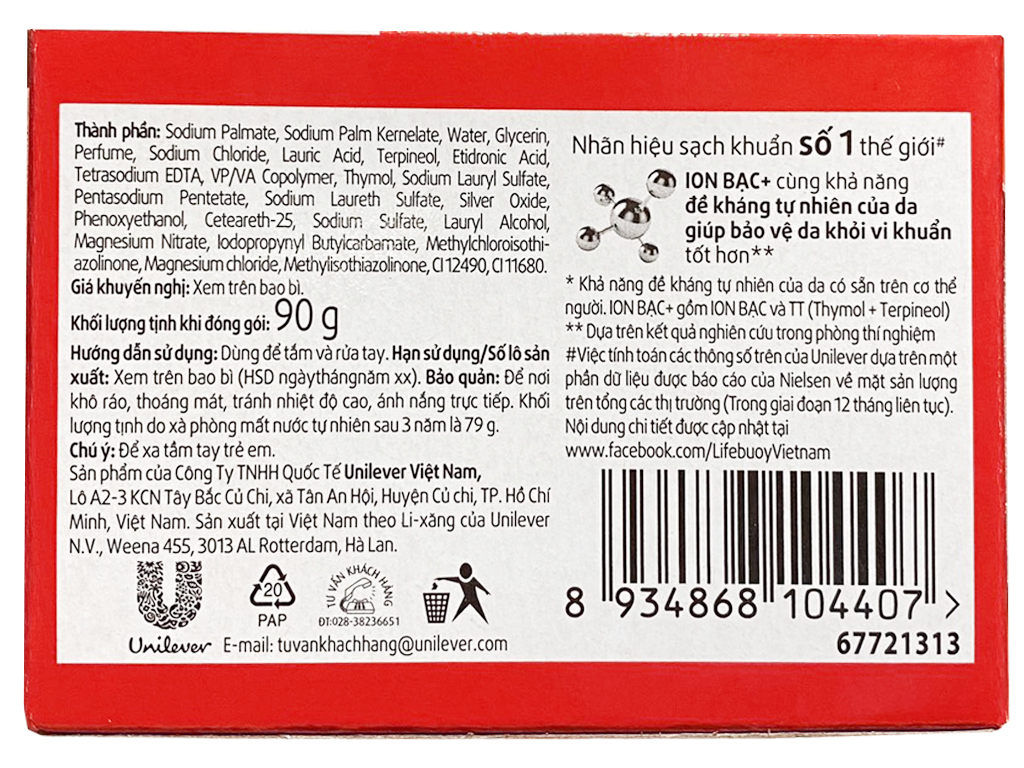 Thành phần: Sodium Palmate, Sodium Palm Kernelate, Water, Glycerin,
Perfume, Sodium Chloride, Lauric Acid, Terpineol, Etidronic Acid,
Tetrasodium EDTA, VP/VA Copolymer, Thymol, Sodium Lauryl Sulfate,
Pentasodium Pentetate, Sodium Laureth Sulfate, Silver Oxide,
Phenoxyethanol, Ceteareth-25, Sodium Sulfate, Lauryl Alcohol,
Magnesium Nitrate, Iodopropynyl Butylcarbamate, Methylchloroisothi-
azolinone, Magnesium chloride, Methylisothiazolinone, CI 12490, CI 11680.
Giá khuyến nghị: Xem trên bao bì.
Khối lượng tịnh khi đóng gói: 90 g
Hướng dẫn sử dụng: Dùng để tắm và rửa tay. Hạn sử dụng/Số lô sản
xuất: Xem trên bao bì (HSD ngàythángnăm xx). Bảo quản: Để nơi
khô ráo, thoáng mát, tránh nhiệt độ cao, ánh nắng trực tiếp. Khối
lượng tịnh do xà phòng mất nước tự nhiên sau 3 năm là 79 g.
Chú ý: Để xa tầm tay trẻ em.
Sản phẩm của Công Ty TNHH Quốc Tế Unilever Việt Nam,
Lô A2-3 KCN Tây Bắc Củ Chi, xã Tân An Hội, Huyện Củ chi, TP. Hồ Chí
Minh, Việt Nam. Sản xuất tại Việt Nam theo Li-xăng của Unilever
N.V., Weena 455, 3013 AL Rotterdam, Hà Lan.
20
PAP
TƯ VẤN KHÁCH HÀNG
ĐT:028-38236651
Unilever
E-mail: tuvankhachhang@unilever.com
Nhãn hiệu sạch khuẩn số 1 thế giới#
ION BẠC+ cùng khả năng
đề kháng tự nhiên của da
giúp bảo vệ da khỏi vi khuẩn
tốt hơn**
* Khả năng đề kháng tự nhiên của da có sẵn trên cơ thể
người. ION BẠC+ gồm ION BẠC và TT (Thymol + Terpineol)
** Dựa trên kết quả nghiên cứu trong phòng thí nghiệm
#Việc tính toán các thông số trên của Unilever dựa trên một
phần dữ liệu được báo cáo của Nielsen về mặt sản lượng
trên tổng các thị trường (Trong giai đoạn 12 tháng liên tục).
Nội dung chi tiết được cập nhật tại
www.facebook.com/LifebuoyVietnam
8 934868 104407 >
67721313